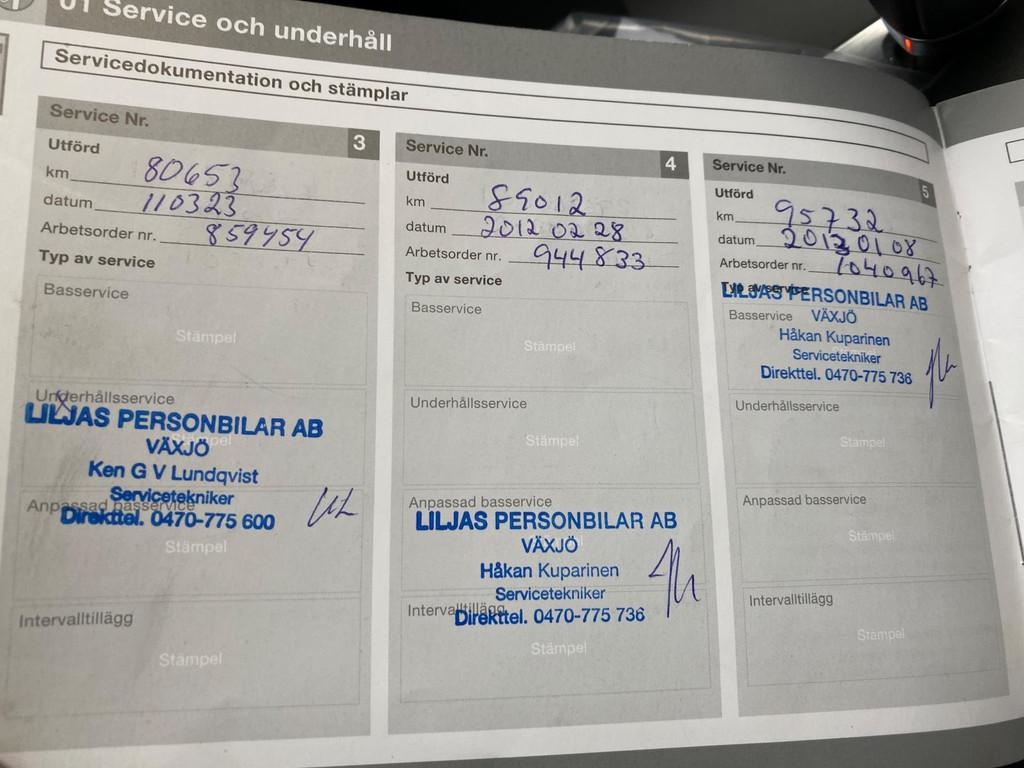 01 Service och underhåll
Servicedokumentation och stämplar
Service Nr. 3
Utförd
km 80653
datum 110323
Arbetsorder nr. 859454
Typ av service
Basservice
Stämpel
Underhållsservice
LILJAS PERSONBILAR AB
VÄXJÖ
Ken G V Lundqvist
Servicetekniker
Anpassad basservice
Direkttel. 0470-775 600
Stämpel
Intervalltillägg
Stämpel
Service Nr. 4
Utförd
km 89012
datum 2012 02 28
Arbetsorder nr. 944833
Typ av service
Basservice
Stämpel
Underhållsservice
Stämpel
Anpassad basservice
LILJAS PERSONBILAR AB
VÄXJÖ
Håkan Kuparinen
Servicetekniker
Intervalltillägg
Direkttel. 0470-775 736
Stämpel
Service Nr. 5
Utförd
km 95732
datum 2013 01 08
Arbetsorder nr. 1040967
Typ av service
LILJAS PERSONBILAR AB
Basservice VÄXJÖ
Håkan Kuparinen
Servicetekniker
Direkttel. 0470-775 736
Underhållsservice
Stämpel
Anpassad basservice
Stämpel
Intervalltillägg
Stämpel